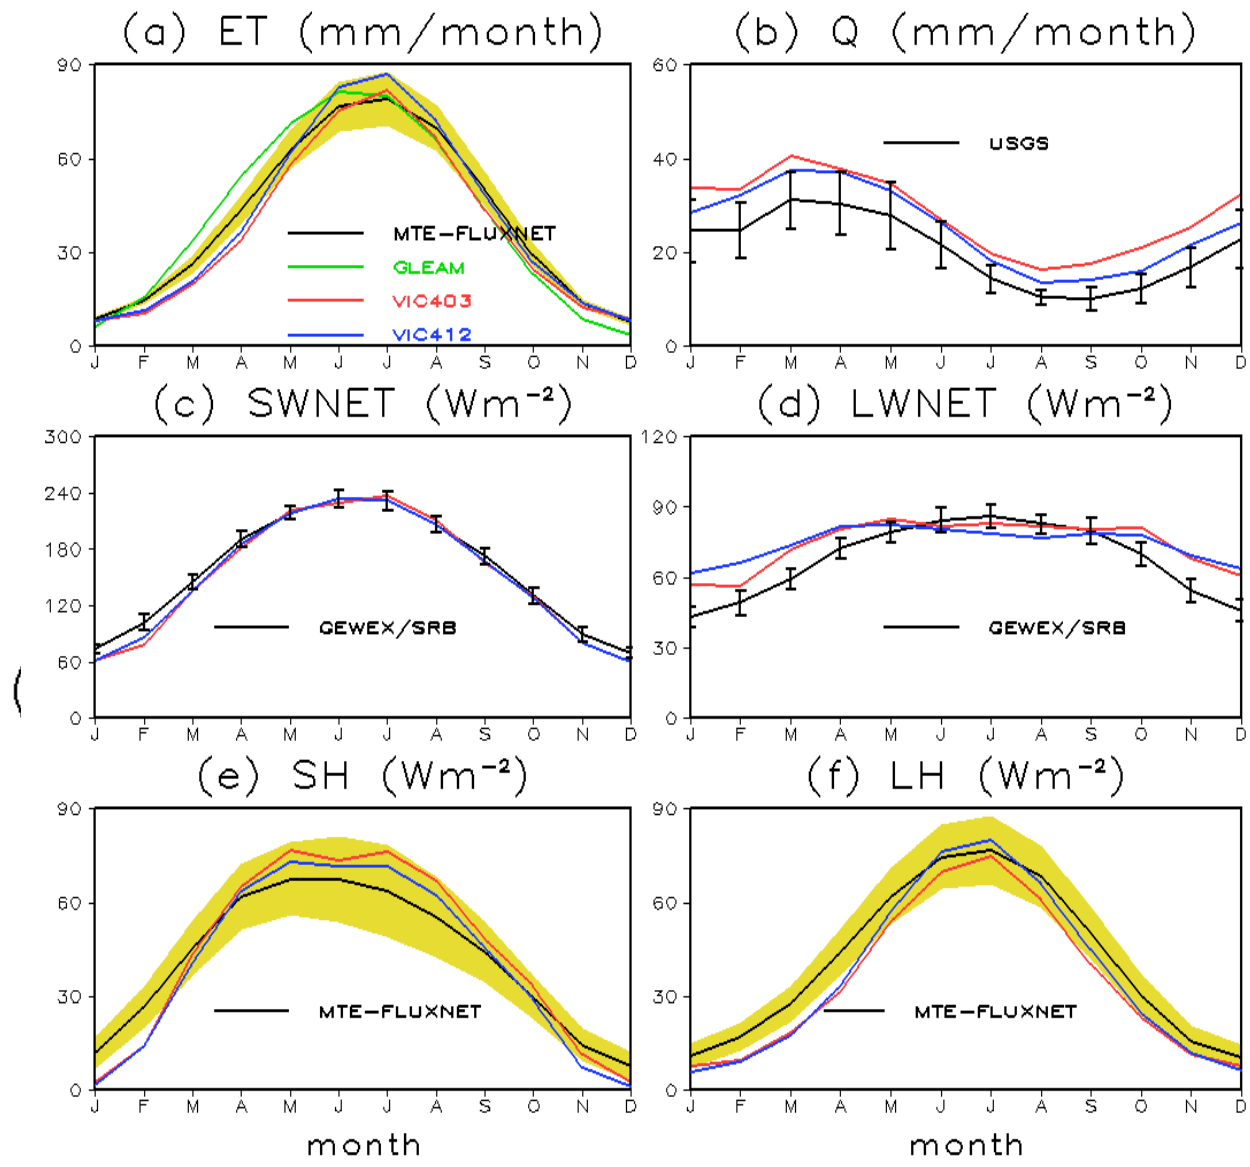 (a) ET (mm/month)
(b) Q (mm/month)
90
60
30
0
MTE-FLUXNET
GLEAM
VIC403
VIC412
J F M A M J J A S O N D
60
40
20
0
USGS
J F M A M J J A S O N D
(c) SWNET (Wm⁻²)
(d) LWNET (Wm⁻²)
300
240
180
120
60
0
GEWEX/SRB
J F M A M J J A S O N D
120
90
60
30
0
GEWEX/SRB
J F M A M J J A S O N D
(e) SH (Wm⁻²)
(f) LH (Wm⁻²)
90
60
30
0
MTE-FLUXNET
J F M A M J J A S O N D
month
90
60
30
0
MTE-FLUXNET
J F M A M J J A S O N D
month
(